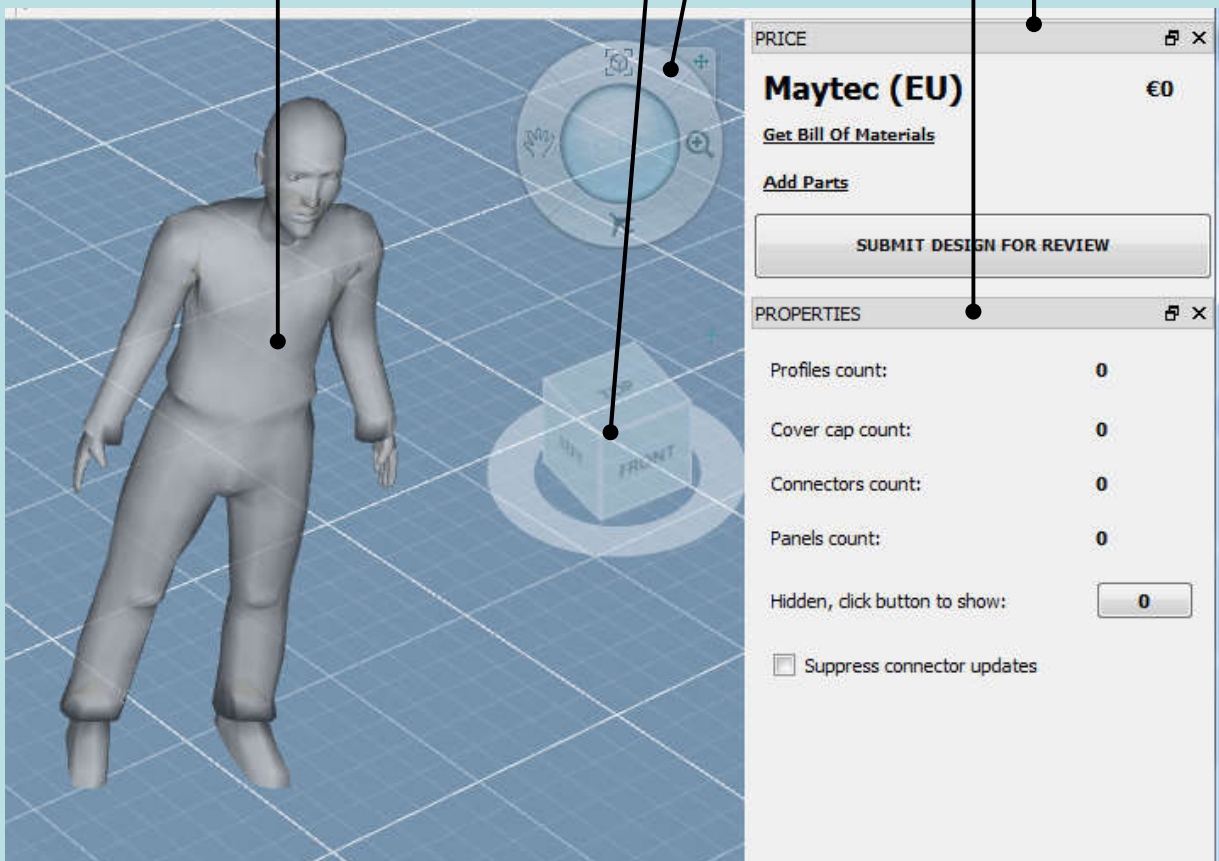 PRICE
Maytec (EU) €0
Get Bill Of Materials
Add Parts
SUBMIT DESIGN FOR REVIEW
PROPERTIES
Profiles count: 0
Cover cap count: 0
Connectors count: 0
Panels count: 0
Hidden, click button to show: 0
Suppress connector updates
TOP
FRONT